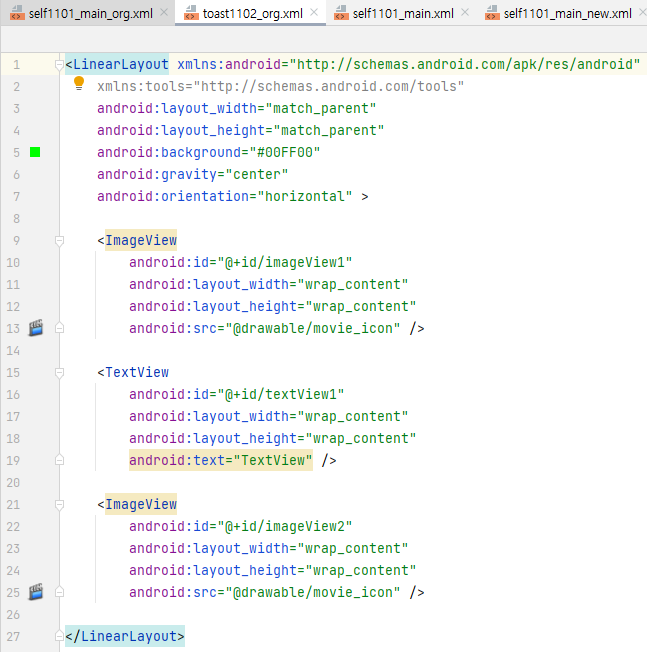 self1101_main_org.xml toast1102_org.xml self1101_main.xml self1101_main_new.xml
1 <LinearLayout xmlns:android="http://schemas.android.com/apk/res/android"
2 xmlns:tools="http://schemas.android.com/tools"
3 android:layout_width="match_parent"
4 android:layout_height="match_parent"
5 android:background="#00FF00"
6 android:gravity="center"
7 android:orientation="horizontal" >
8
9 <ImageView
10 android:id="@+id/imageView1"
11 android:layout_width="wrap_content"
12 android:layout_height="wrap_content"
13 android:src="@drawable/movie_icon" />
14
15 <TextView
16 android:id="@+id/textView1"
17 android:layout_width="wrap_content"
18 android:layout_height="wrap_content"
19 android:text="TextView" />
20
21 <ImageView
22 android:id="@+id/imageView2"
23 android:layout_width="wrap_content"
24 android:layout_height="wrap_content"
25 android:src="@drawable/movie_icon" />
26
27 </LinearLayout>